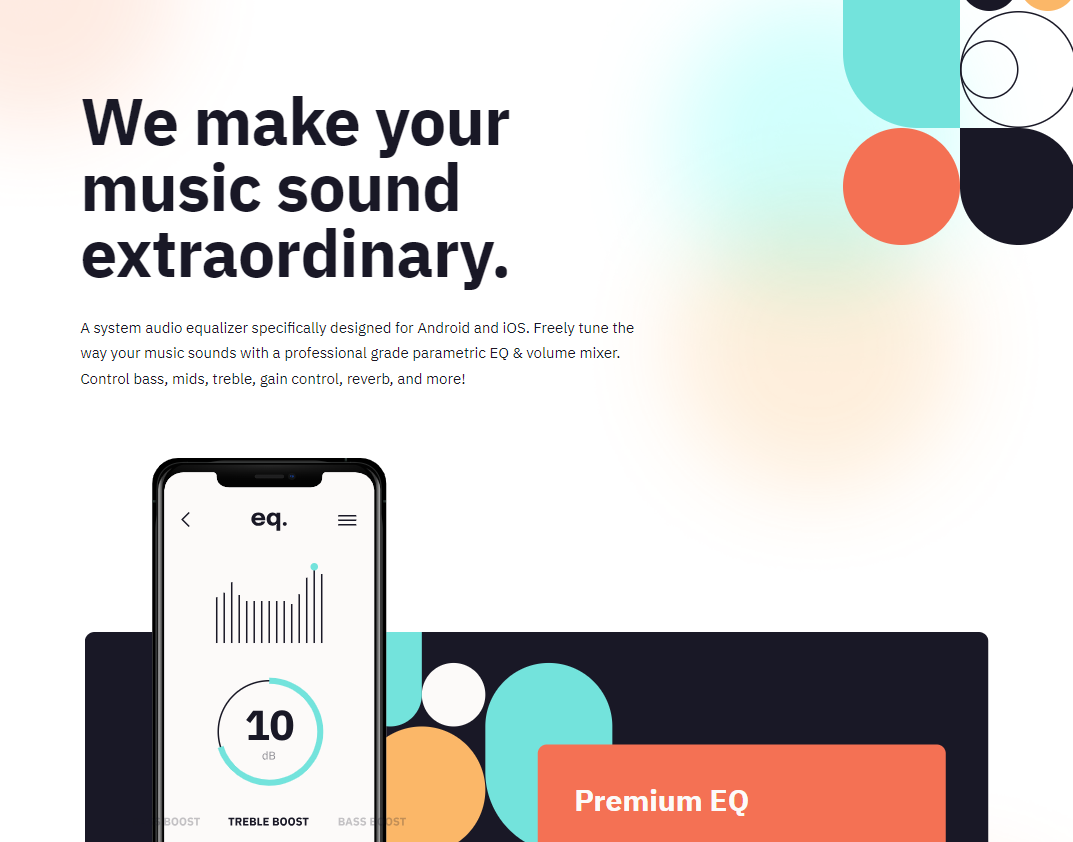 We make your
music sound
extraordinary.
A system audio equalizer specifically designed for Android and iOS. Freely tune the
way your music sounds with a professional grade parametric EQ & volume mixer.
Control bass, mids, treble, gain control, reverb, and more!
eq.
10
dB
BOOST
TREBLE BOOST
BASS BOOST
Premium EQ